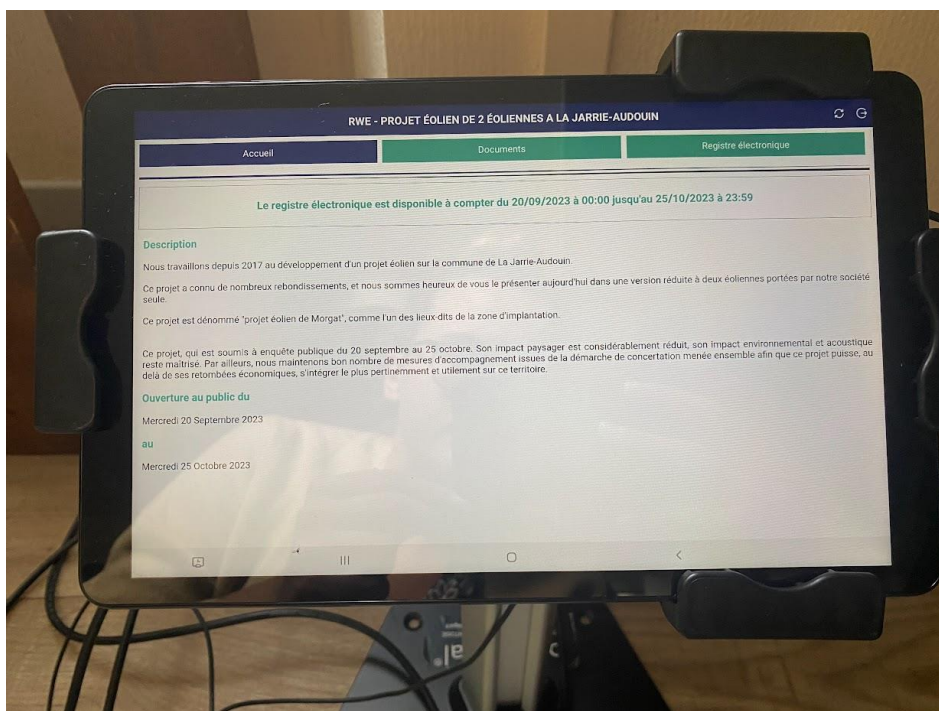 RWE - PROJET ÉOLIEN DE 2 ÉOLIENNES A LA JARRIE-AUDOUIN
Accueil
Documents
Registre électronique
Le registre électronique est disponible à compter du 20/09/2023 à 00:00 jusqu'au 25/10/2023 à 23:59
Description
Nous travaillons depuis 2017 au développement d'un projet éolien sur la commune de La Jarrie-Audouin.
Ce projet a connu de nombreux rebondissements, et nous sommes heureux de vous le présenter aujourd'hui dans une version réduite à deux éoliennes portées par notre société
seule.
Ce projet est dénommé "projet éolien de Morgat", comme l'un des lieux-dits de la zone d'implantation.
Ce projet, qui est soumis à enquête publique du 20 septembre au 25 octobre. Son impact paysager est considérablement réduit, son impact environnemental et acoustique
reste maîtrisé. Par ailleurs, nous maintenons bon nombre de mesures d'accompagnement issues de la démarche de concertation menée ensemble afin que ce projet puisse, au
delà de ses retombées économiques, s'intégrer le plus pertinemment et utilement sur ce territoire.
Ouverture au public du
Mercredi 20 Septembre 2023
au
Mercredi 25 Octobre 2023